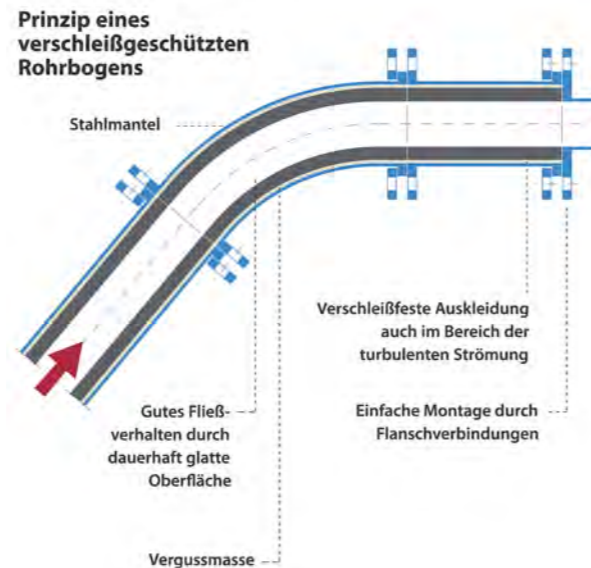 Prinzip eines
verschleißgeschützten
Rohrbogens
Stahlmantel
Verschleißfeste Auskleidung
auch im Bereich der
turbulenten Strömung
Gutes Fließ-
verhalten durch
dauerhaft glatte
Oberfläche
Einfache Montage durch
Flanschverbindungen
Vergussmasse